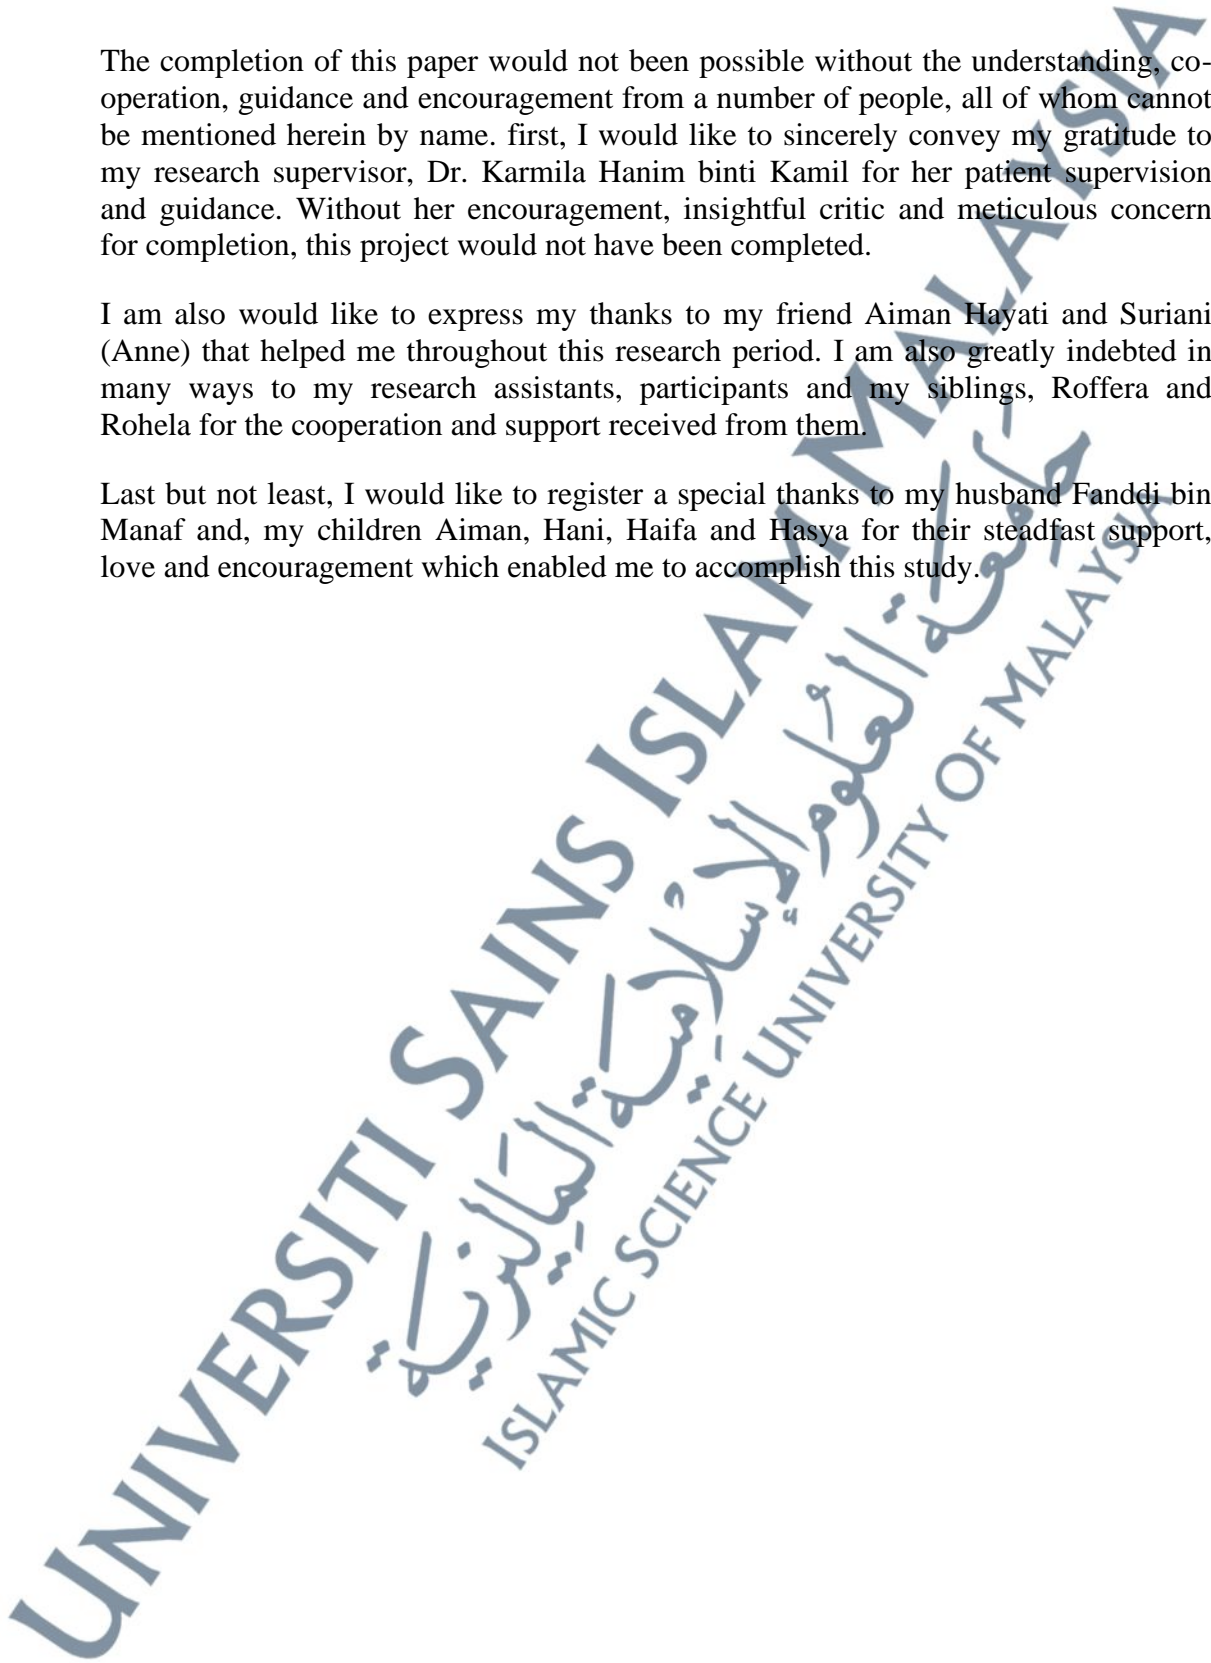 The completion of this paper would not been possible without the understanding, co-
operation, guidance and encouragement from a number of people, all of whom cannot
be mentioned herein by name. first, I would like to sincerely convey my gratitude to
my research supervisor, Dr. Karmila Hanim binti Kamil for her patient supervision
and guidance. Without her encouragement, insightful critic and meticulous concern
for completion, this project would not have been completed.
I am also would like to express my thanks to my friend Aiman Hayati and Suriani
(Anne) that helped me throughout this research period. I am also greatly indebted in
many ways to my research assistants, participants and my siblings, Roffera and
Rohela for the cooperation and support received from them.
Last but not least, I would like to register a special thanks to my husband Fanddi bin
Manaf and, my children Aiman, Hani, Haifa and Hasya for their steadfast support,
love and encouragement which enabled me to accomplish this study.
UNIVERSITI SAINS ISLAM MALAYSIA
جَامِعَة العُلُوم الإِسْلَامِيَّة المَالِيزِيَّة
ISLAMIC SCIENCE UNIVERSITY OF MALAYSIA